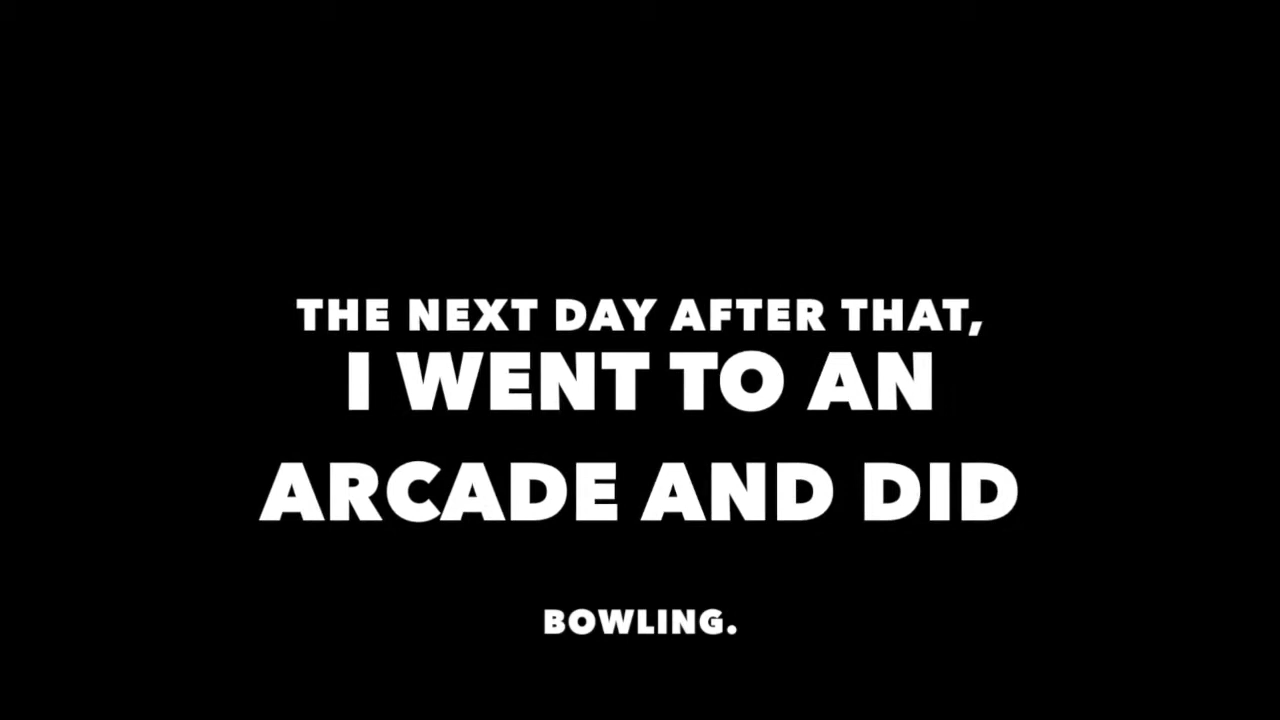 THE NEXT DAY AFTER THAT,
I WENT TO AN
ARCADE AND DID
BOWLING.